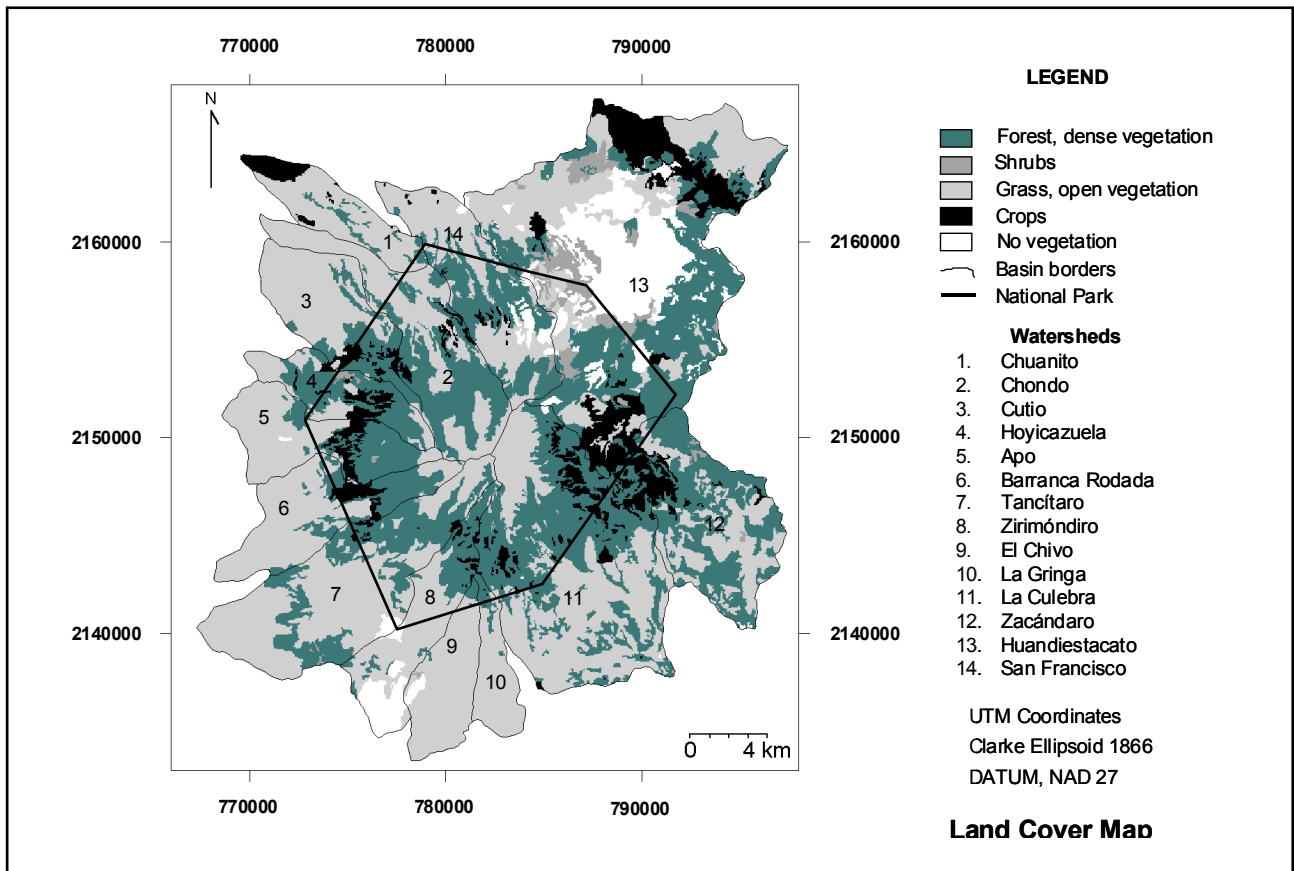 770000 780000 790000
N
2160000
2150000
2140000
1
14
13
3
2
4
5
6
12
7
8
11
9
10
0 4 km
2160000
2150000
2140000
770000 780000 790000
LEGEND
Forest, dense vegetation
Shrubs
Grass, open vegetation
Crops
No vegetation
Basin borders
National Park
Watersheds
1. Chuanito
2. Chondo
3. Cutio
4. Hoyicazuela
5. Apo
6. Barranca Rodada
7. Tancítaro
8. Zirimóndiro
9. El Chivo
10. La Gringa
11. La Culebra
12. Zacándaro
13. Huandiestacato
14. San Francisco
UTM Coordinates
Clarke Ellipsoid 1866
DATUM, NAD 27
Land Cover Map